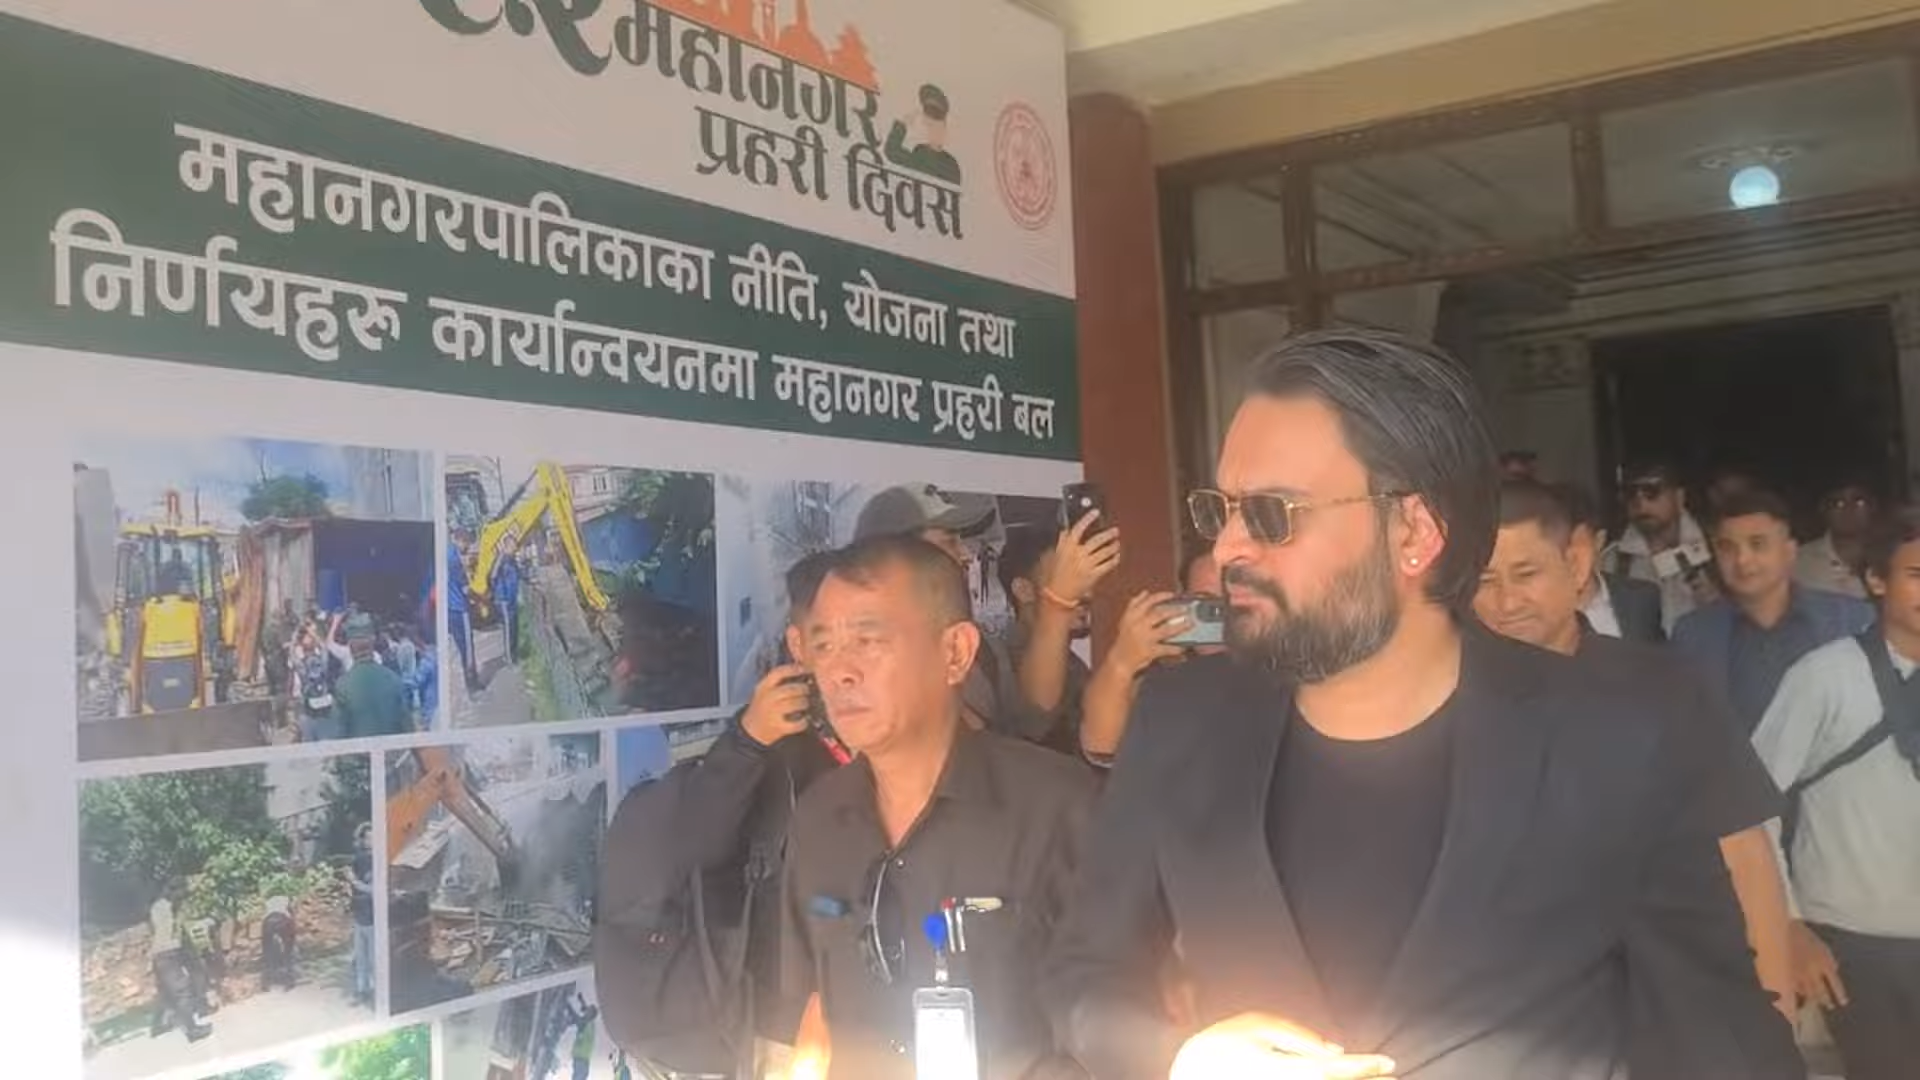 महानगर
प्रहरी दिवस
महानगरपालिकाका नीति, योजना तथा
निर्णयहरू कार्यान्वयनमा महानगर प्रहरी बल